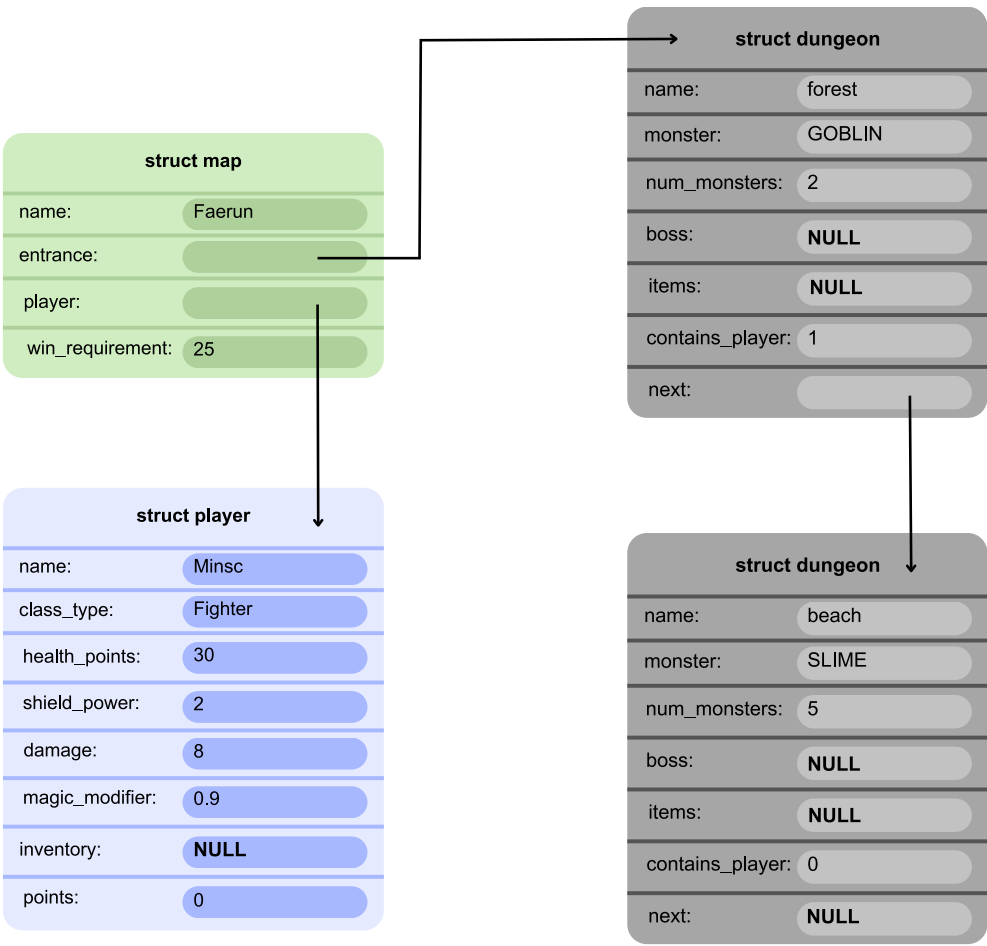 struct map
name: Faerun
entrance:
player:
win_requirement: 25
struct player
name: Minsc
class_type: Fighter
health_points: 30
shield_power: 2
damage: 8
magic_modifier: 0.9
inventory: NULL
points: 0
struct dungeon
name: forest
monster: GOBLIN
num_monsters: 2
boss: NULL
items: NULL
contains_player: 1
next:
struct dungeon
name: beach
monster: SLIME
num_monsters: 5
boss: NULL
items: NULL
contains_player: 0
next: NULL